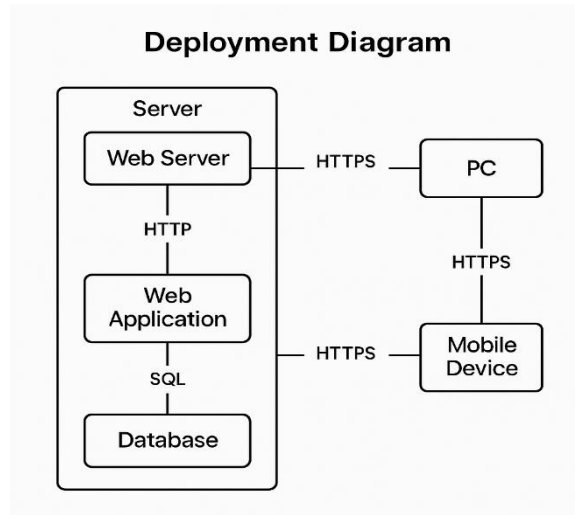 Deployment Diagram
Server
Web Server
HTTPS
PC
HTTP
HTTPS
Web
Application
HTTPS
Mobile
Device
SQL
Database